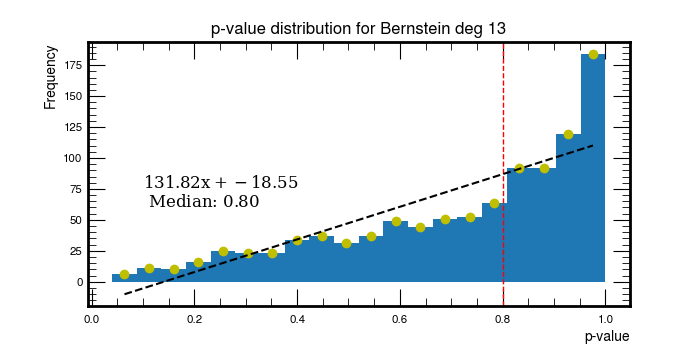 p-value distribution for Bernstein deg 13
Frequency
175
150
125
100
75
50
25
0
131.82x + −18.55
Median: 0.80
0.0 0.2 0.4 0.6 0.8 1.0
p-value